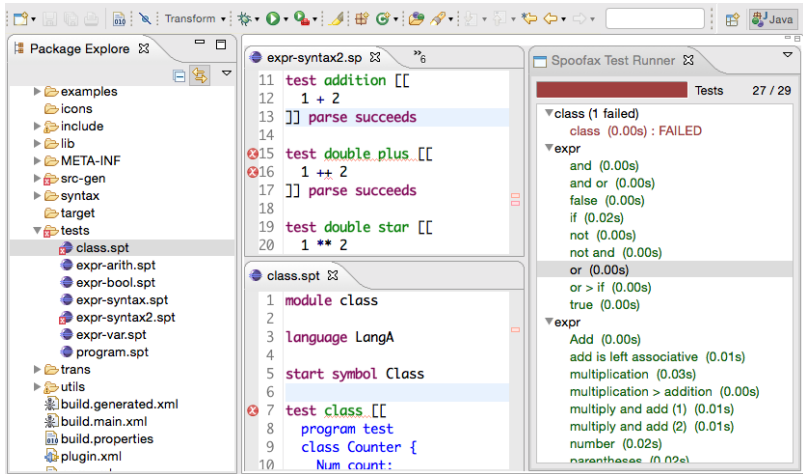 Transform
Java
Package Explore
examples
icons
include
lib
META-INF
src-gen
syntax
target
tests
class.spt
expr-arith.spt
expr-bool.spt
expr-syntax.spt
expr-syntax2.spt
expr-var.spt
program.spt
trans
utils
build.generated.xml
build.main.xml
build.properties
plugin.xml
expr-syntax2.sp
»6
11 test addition [[
12 1 + 2
13 ]] parse succeeds
14
15 test double plus [[
16 1 ++ 2
17 ]] parse succeeds
18
19 test double star [[
20 1 ** 2
class.spt
1 module class
2
3 language LangA
4
5 start symbol Class
6
7 test class [[
8 program test
9 class Counter {
10 Num count;
Spoofax Test Runner
Tests 27 / 29
class (1 failed)
class (0.00s) : FAILED
expr
and (0.00s)
and or (0.00s)
false (0.00s)
if (0.02s)
not (0.00s)
not and (0.00s)
or (0.00s)
or > if (0.00s)
true (0.00s)
expr
Add (0.00s)
add is left associative (0.01s)
multiplication (0.03s)
multiplication > addition (0.00s)
multiply and add (1) (0.01s)
multiply and add (2) (0.01s)
number (0.02s)
parentheses (0.02s)